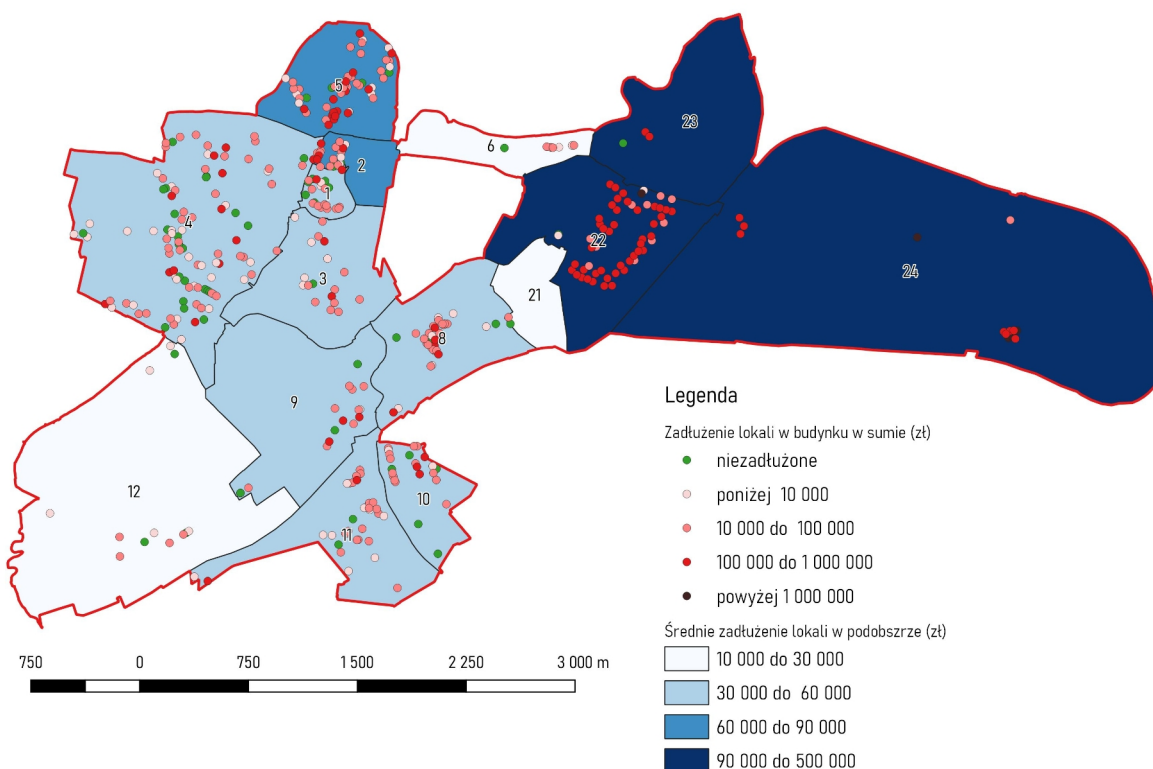 5
23
6
2
1
4
22
24
3
21
8
9
12
10
11
Legenda
Zadłużenie lokali w budynku w sumie (zł)
niezadłużone
poniżej 10 000
10 000 do 100 000
100 000 do 1 000 000
powyżej 1 000 000
Średnie zadłużenie lokali w podobszrze (zł)
10 000 do 30 000
30 000 do 60 000
60 000 do 90 000
90 000 do 500 000
750 0 750 1 500 2 250 3 000 m